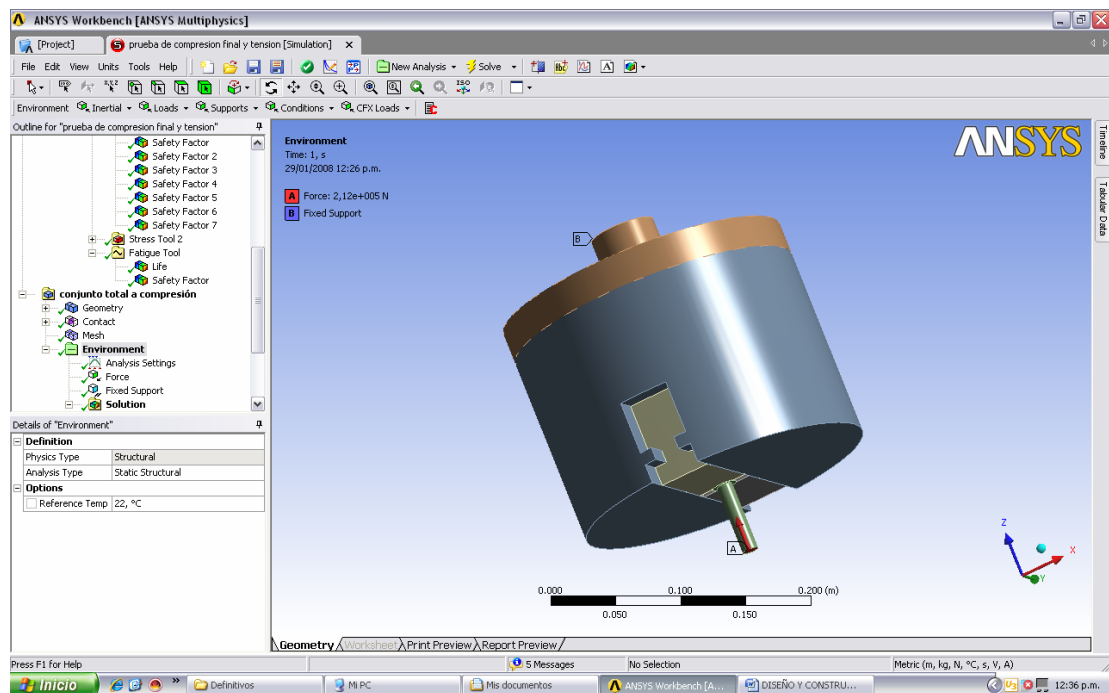 ANSYS Workbench [ANSYS Multiphysics]
[Project] prueba de compresion final y tension [Simulation]
File Edit View Units Tools Help New Analysis Solve
Environment Inertial Loads Supports Conditions CFX Loads
Outline for "prueba de compresion final y tension"
Safety Factor
Safety Factor 2
Safety Factor 3
Safety Factor 4
Safety Factor 5
Safety Factor 6
Safety Factor 7
Stress Tool 2
Fatigue Tool
Life
Safety Factor
conjunto total a compresión
Geometry
Contact
Mesh
Environment
Analysis Settings
Force
Fixed Support
Solution
Details of "Environment"
Definition
Physics Type Structural
Analysis Type Static Structural
Options
Reference Temp 22, °C
Environment
Time: 1, s
29/01/2008 12:26 p.m.
A Force: 2,12e+005 N
B Fixed Support
ANSYS
B
A
Z
X
Y
0.000 0.100 0.200 (m)
0.050 0.150
Timeline
Tabular Data
Geometry Worksheet Print Preview Report Preview
Press F1 for Help 5 Messages No Selection Metric (m, kg, N, °C, s, V, A)
Inicio Definitivos Mi PC Mis documentos ANSYS Workbench [A... DISEÑO Y CONSTRU... 12:36 p.m.